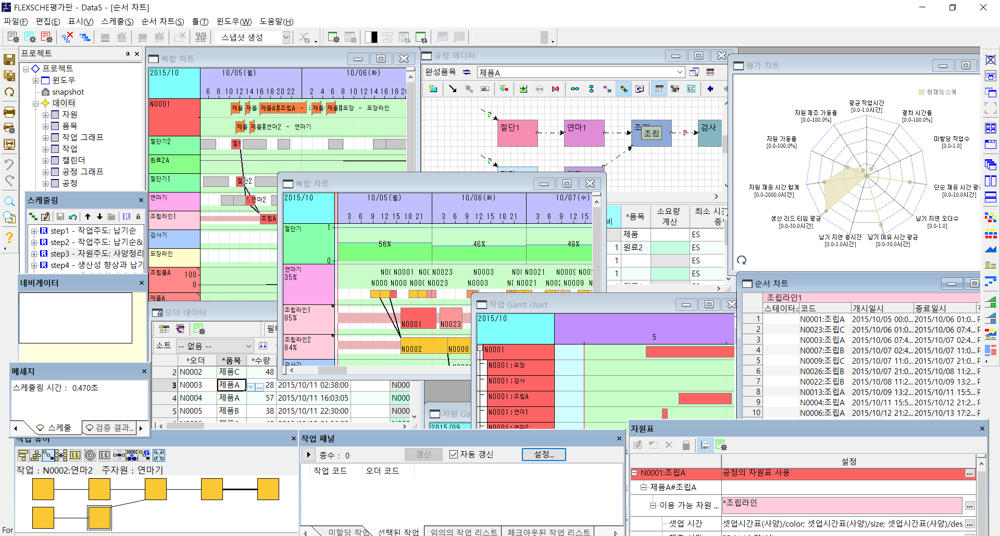 FLEXSCHE평가판 - Data5 - [순서 차트]
파일(F) 편집(E) 표시(V) 스케줄(S) 순서 차트(S) 툴(T) 윈도우(W) 도움말(H)
스냅샷 생성
프로젝트
프로젝트
윈도우
snapshot
데이터
자원
품목
작업 그래프
작업
캘린더
공정 그래프
공정
스케줄링
step1 - 작업주도: 납기순
step2 - 작업주도: 납기순&
step3 - 자원주도: 사양정리
step4 - 생산성 향상과 납기
네비게이터
메세지
스케줄링 시간 : 0.470초
스케줄
검증 결과...
복합 차트
2015/10
10/05(월) 10/06(화)
6 8 10 12 14 16 18 20 22 2 4 6 8 10 12 14 16 18
N0001
제품 제품: 제품A#조립A - 제품: 제품#포장 - 포장라인
제품 제품#연마2 - 연마기
절단기2
원료2A
절단기1
연마기
조립라인1
조립A
검사기
포장라인
조립품A
100
0
제품A
공정 에디터
완성품목
제품A
절단1
연마1
조립
검사
*품목
소요량
계산
최소 시간
제품 ES
1 원료2 ES
1 ES
1 ES
평가 차트
현재의 스케
평균 작업시간
[0.0-1.0시간]
절차 시간율
[0.0-100.0%]
미할당 작업수
[0.0-1.0]
단순 재공 시간 평균
[0.0-10.0시간]
납기 지연 오더수
[0.0-1.0]
납기 여유 시간 평균
[0.0-50.0시간]
납기 지연 총시간
[0.0-1.0시간]
생산 리드 타임 평균
[0.0-50.0시간]
자원 재공 시간 합계
[0.0-2000.0시간]
자원 가동율
[0.0-100.0%]
자원 제조 가동율
[0.0-100.0%]
복합 차트
2015/10
10/05(월) 10/06(화) 10/07(수)
3 6 9 12 15 18 21 3 6 9 12 15 18 21 3 6 9 12 15
절단기
1
0
56% 46% 49%
연마기
35%
N0001 N0023 N0003 N0021 N0009
N0023 N0003 N0021 N0009
조립라인1
85%
N0001 N0023
조립라인2
84%
N0002 N0008
검사기
오더 데이터
소트 -- 없음 --
*오더 *품목 *수량
2 N0002 제품C 48
3 N0003 제품A 28 2015/10/11 02:38:00
4 N0004 제품A 57 2015/10/11 16:03:05
5 N0005 제품B 38 2015/10/11 22:30:00
작업 Gantt chart
2015/10
5
N0001
N0001:포장
N0001:검사
N0001:조립A
N0001:연마1
N0001:연마2
자원 Ga
2015/09
순서 차트
조립라인1
코드 개시일시 종료일시
1 N0001:조립A 2015/10/05 00:0... 2015/10/06 01:0...
2 N0023:조립C 2015/10/06 01:0... 2015/10/06 07:4...
3 N0003:조립A 2015/10/06 07:4... 2015/10/07 02:4...
4 N0007:조립B 2015/10/07 02:4... 2015/10/07 11:0...
5 N0009:조립C 2015/10/07 11:0... 2015/10/07 21:0...
6 N0026:조립B 2015/10/07 21:0... 2015/10/08 11:2...
7 N0022:조립B 2015/10/08 11:2... 2015/10/09 13:2...
8 N0013:조립A 2015/10/09 13:2... 2015/10/11 15:5...
9 N0004:조립A 2015/10/11 15:5... 2015/10/12 21:2...
10 N0006:조립A 2015/10/12 21:2... 2015/10/13 17:2...
작업 : N0002:연마2 주자원 : 연마기
For
작업 패널
총수 : 0
갱신
자동 갱신
설정...
작업 코드 오더 코드
미할당 작업 선택된 작업 임의의 작업 리스트 체크아웃된 작업 리스트
자원표
설정
N0001:조립A 공정의 자원표 사용
제품A#조립A
이용 가능 자원 ... *조립라인
셋업 시간 셋업시간표(사양)/color; 셋업시간표(사양)/size; 셋업시간표(사양)/des